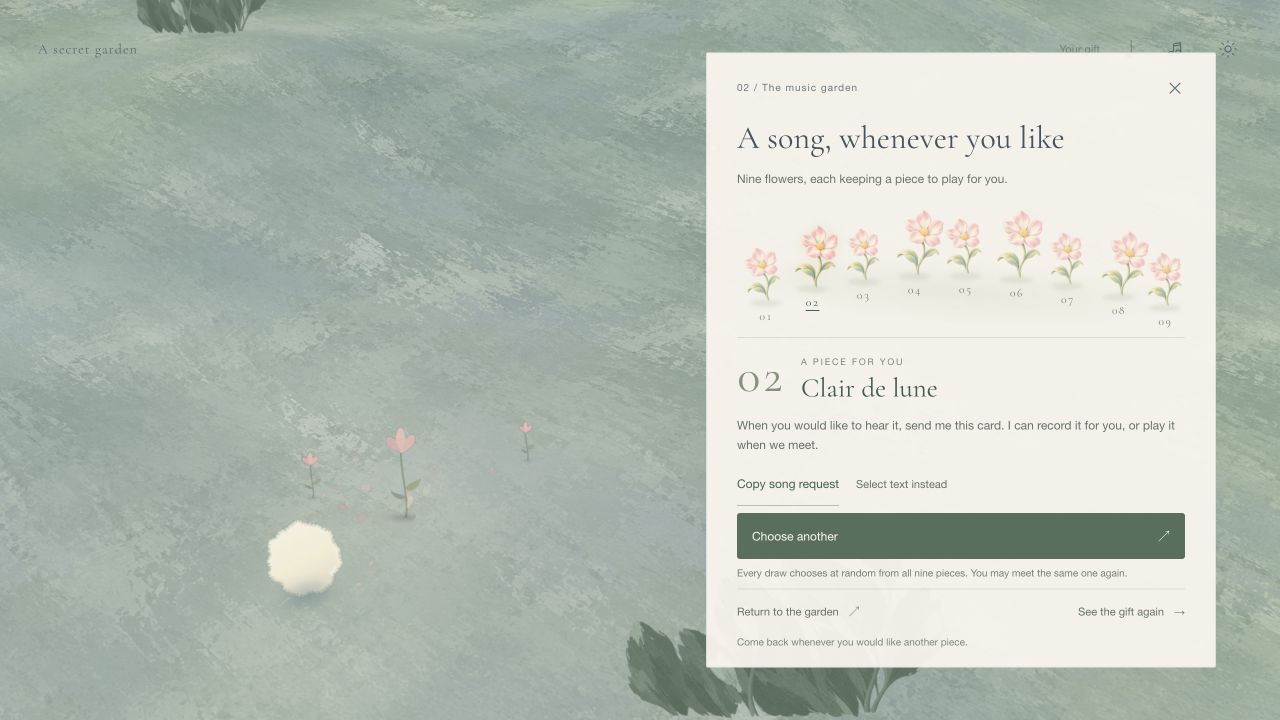 A secret garden
Your gift
02 / The music garden
A song, whenever you like
Nine flowers, each keeping a piece to play for you.
01
02
03
04
05
06
07
08
09
02
A PIECE FOR YOU
Clair de lune
When you would like to hear it, send me this card. I can record it for you, or play it
when we meet.
Copy song request
Select text instead
Choose another
Every draw chooses at random from all nine pieces. You may meet the same one again.
Return to the garden
See the gift again
Come back whenever you would like another piece.